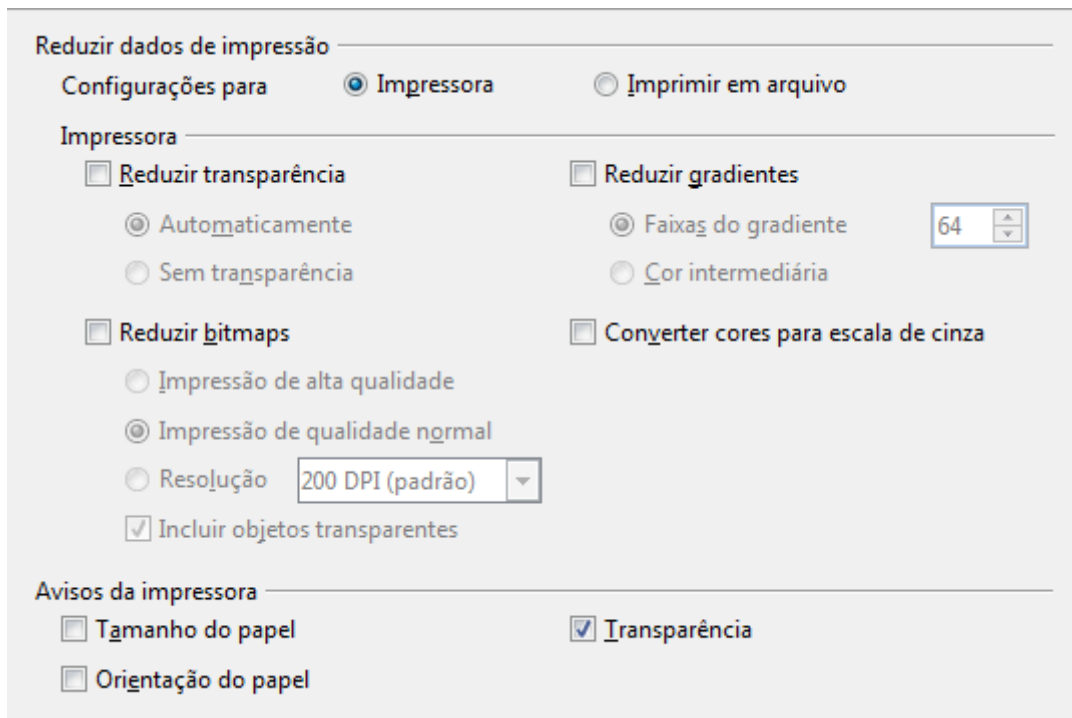 Reduzir dados de impressão
Configurações para Impressora Imprimir em arquivo
Impressora
Reduzir transparência Reduzir gradientes
Automaticamente Faixas do gradiente 64
Sem transparência Cor intermediária
Reduzir bitmaps Converter cores para escala de cinza
Impressão de alta qualidade
Impressão de qualidade normal
Resolução 200 DPI (padrão)
Incluir objetos transparentes
Avisos da impressora
Tamanho do papel Transparência
Orientação do papel